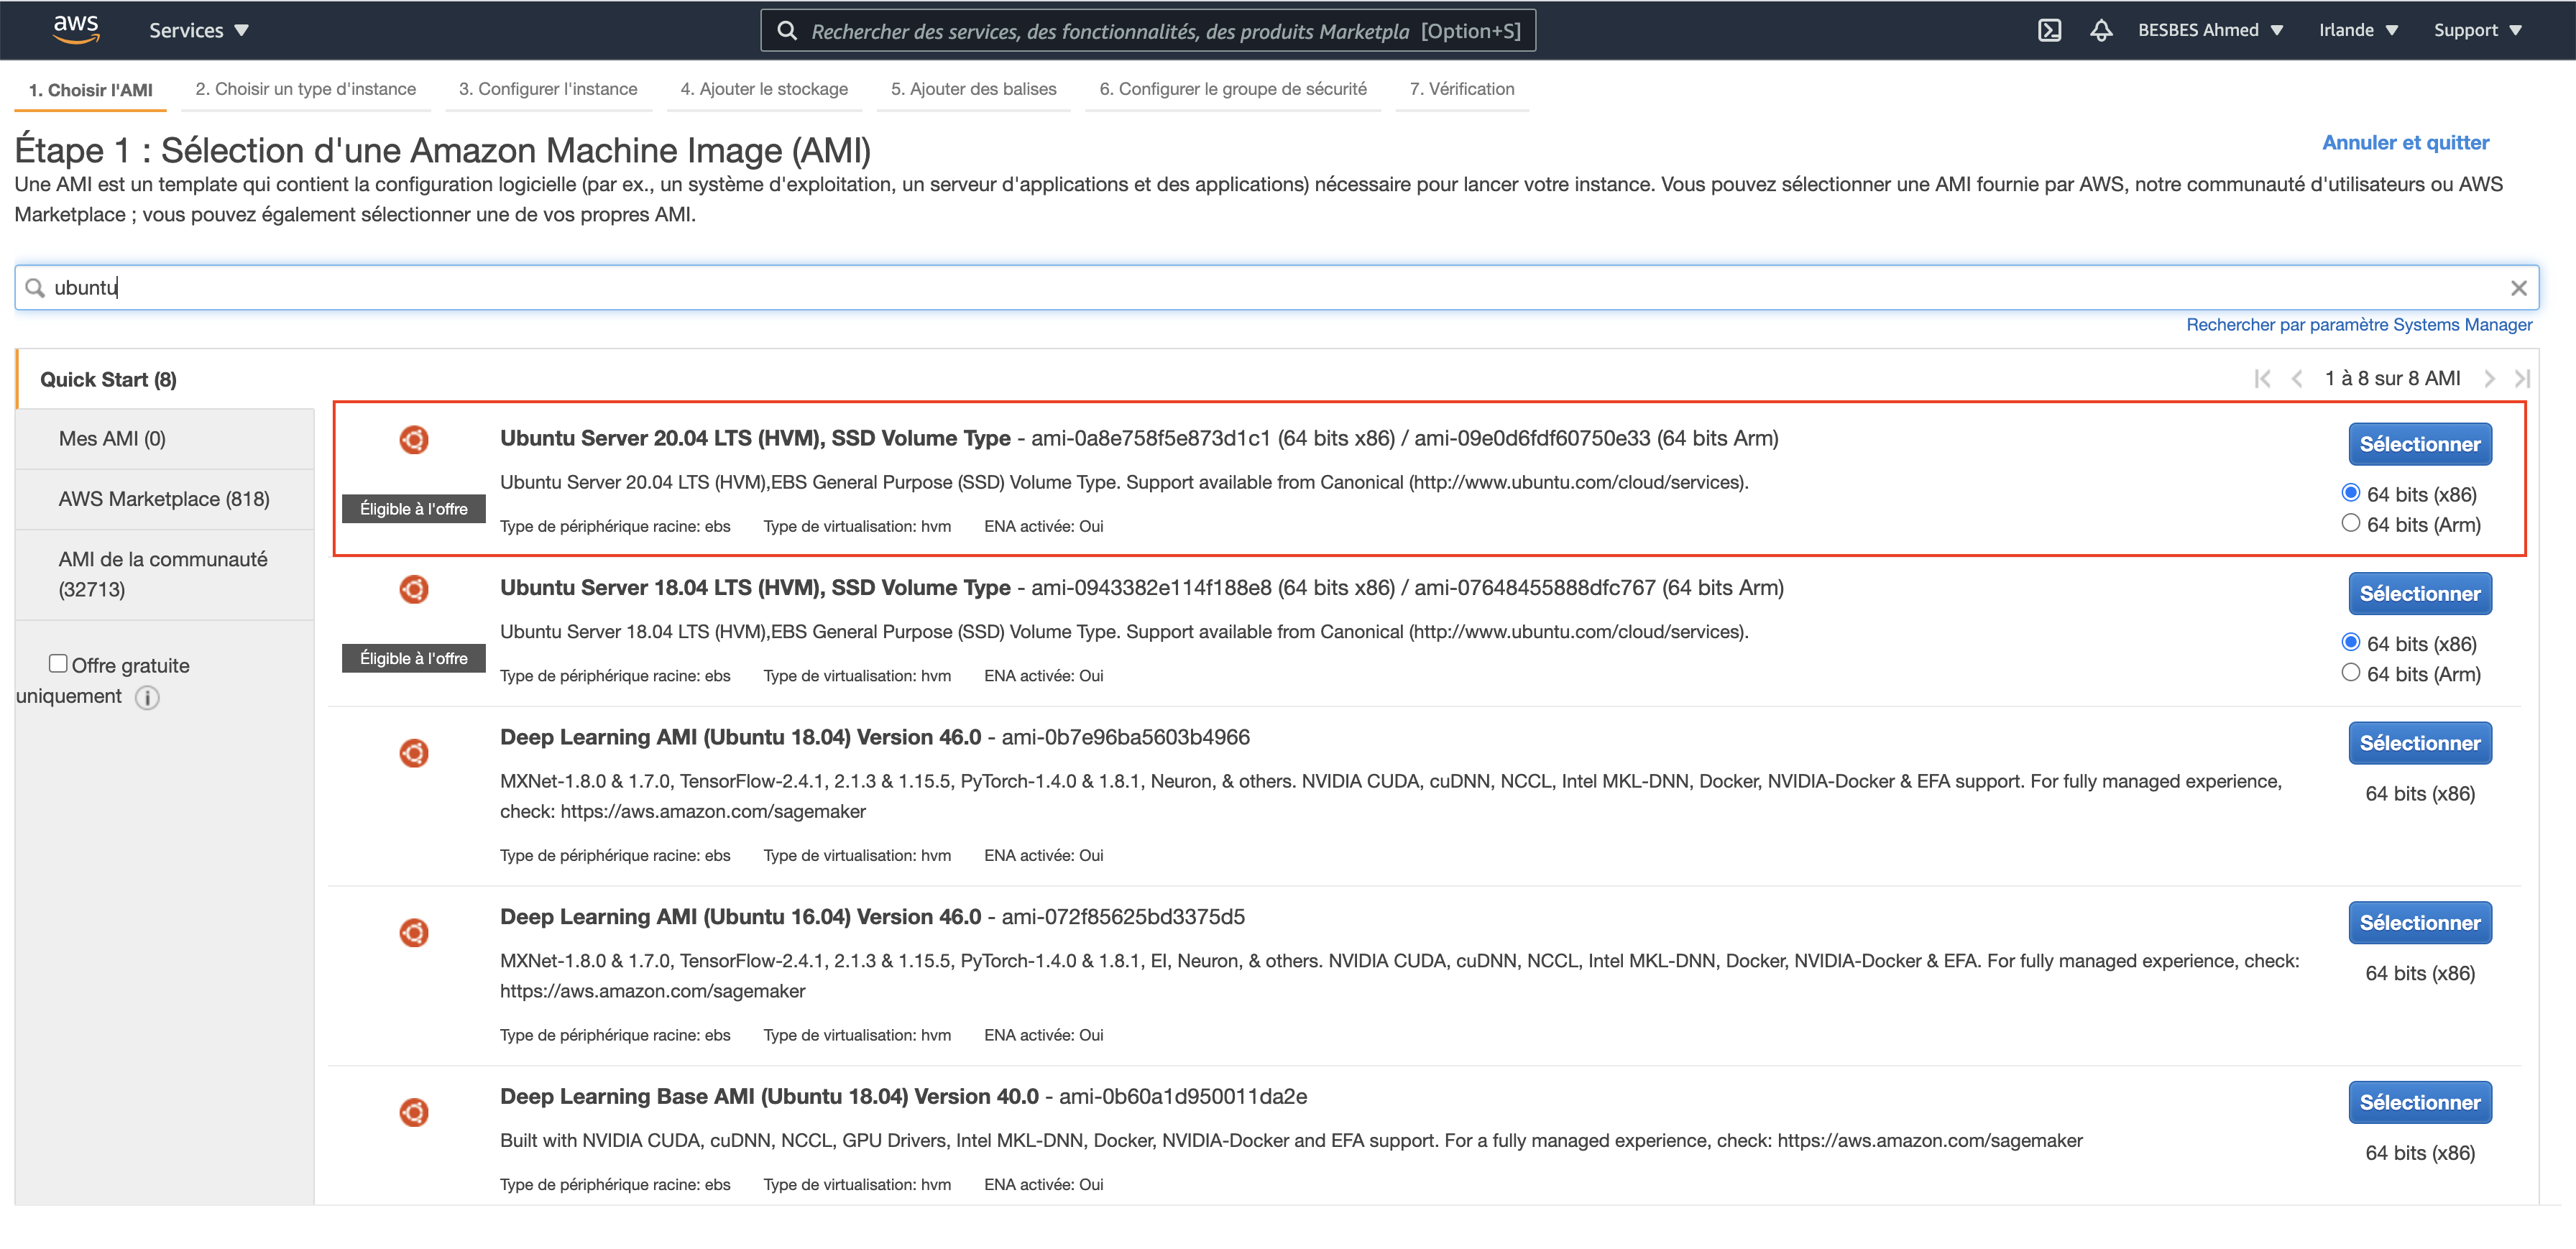 aws
Services
Rechercher des services, des fonctionnalités, des produits Marketpla [Option+S]
BESBES Ahmed
Irlande
Support
1. Choisir l'AMI
2. Choisir un type d'instance
3. Configurer l'instance
4. Ajouter le stockage
5. Ajouter des balises
6. Configurer le groupe de sécurité
7. Vérification
Étape 1 : Sélection d'une Amazon Machine Image (AMI)
Annuler et quitter
Une AMI est un template qui contient la configuration logicielle (par ex., un système d'exploitation, un serveur d'applications et des applications) nécessaire pour lancer votre instance. Vous pouvez sélectionner une AMI fournie par AWS, notre communauté d'utilisateurs ou AWS
Marketplace ; vous pouvez également sélectionner une de vos propres AMI.
ubuntu
Rechercher par paramètre Systems Manager
Quick Start (8)
1 à 8 sur 8 AMI
Mes AMI (0)
AWS Marketplace (818)
AMI de la communauté
(32713)
Offre gratuite
uniquement
Ubuntu Server 20.04 LTS (HVM), SSD Volume Type - ami-0a8e758f5e873d1c1 (64 bits x86) / ami-09e0d6fdf60750e33 (64 bits Arm)
Sélectionner
Ubuntu Server 20.04 LTS (HVM),EBS General Purpose (SSD) Volume Type. Support available from Canonical (http://www.ubuntu.com/cloud/services).
Éligible à l'offre
64 bits (x86)
Type de périphérique racine: ebs Type de virtualisation: hvm ENA activée: Oui
64 bits (Arm)
Ubuntu Server 18.04 LTS (HVM), SSD Volume Type - ami-0943382e114f188e8 (64 bits x86) / ami-07648455888dfc767 (64 bits Arm)
Sélectionner
Ubuntu Server 18.04 LTS (HVM),EBS General Purpose (SSD) Volume Type. Support available from Canonical (http://www.ubuntu.com/cloud/services).
Éligible à l'offre
64 bits (x86)
Type de périphérique racine: ebs Type de virtualisation: hvm ENA activée: Oui
64 bits (Arm)
Deep Learning AMI (Ubuntu 18.04) Version 46.0 - ami-0b7e96ba5603b4966
Sélectionner
MXNet-1.8.0 & 1.7.0, TensorFlow-2.4.1, 2.1.3 & 1.15.5, PyTorch-1.4.0 & 1.8.1, Neuron, & others. NVIDIA CUDA, cuDNN, NCCL, Intel MKL-DNN, Docker, NVIDIA-Docker & EFA support. For fully managed experience,
check: https://aws.amazon.com/sagemaker
64 bits (x86)
Type de périphérique racine: ebs Type de virtualisation: hvm ENA activée: Oui
Deep Learning AMI (Ubuntu 16.04) Version 46.0 - ami-072f85625bd3375d5
Sélectionner
MXNet-1.8.0 & 1.7.0, TensorFlow-2.4.1, 2.1.3 & 1.15.5, PyTorch-1.4.0 & 1.8.1, EI, Neuron, & others. NVIDIA CUDA, cuDNN, NCCL, Intel MKL-DNN, Docker, NVIDIA-Docker & EFA. For fully managed experience, check:
https://aws.amazon.com/sagemaker
64 bits (x86)
Type de périphérique racine: ebs Type de virtualisation: hvm ENA activée: Oui
Deep Learning Base AMI (Ubuntu 18.04) Version 40.0 - ami-0b60a1d950011da2e
Sélectionner
Built with NVIDIA CUDA, cuDNN, NCCL, GPU Drivers, Intel MKL-DNN, Docker, NVIDIA-Docker and EFA support. For a fully managed experience, check: https://aws.amazon.com/sagemaker
64 bits (x86)
Type de périphérique racine: ebs Type de virtualisation: hvm ENA activée: Oui